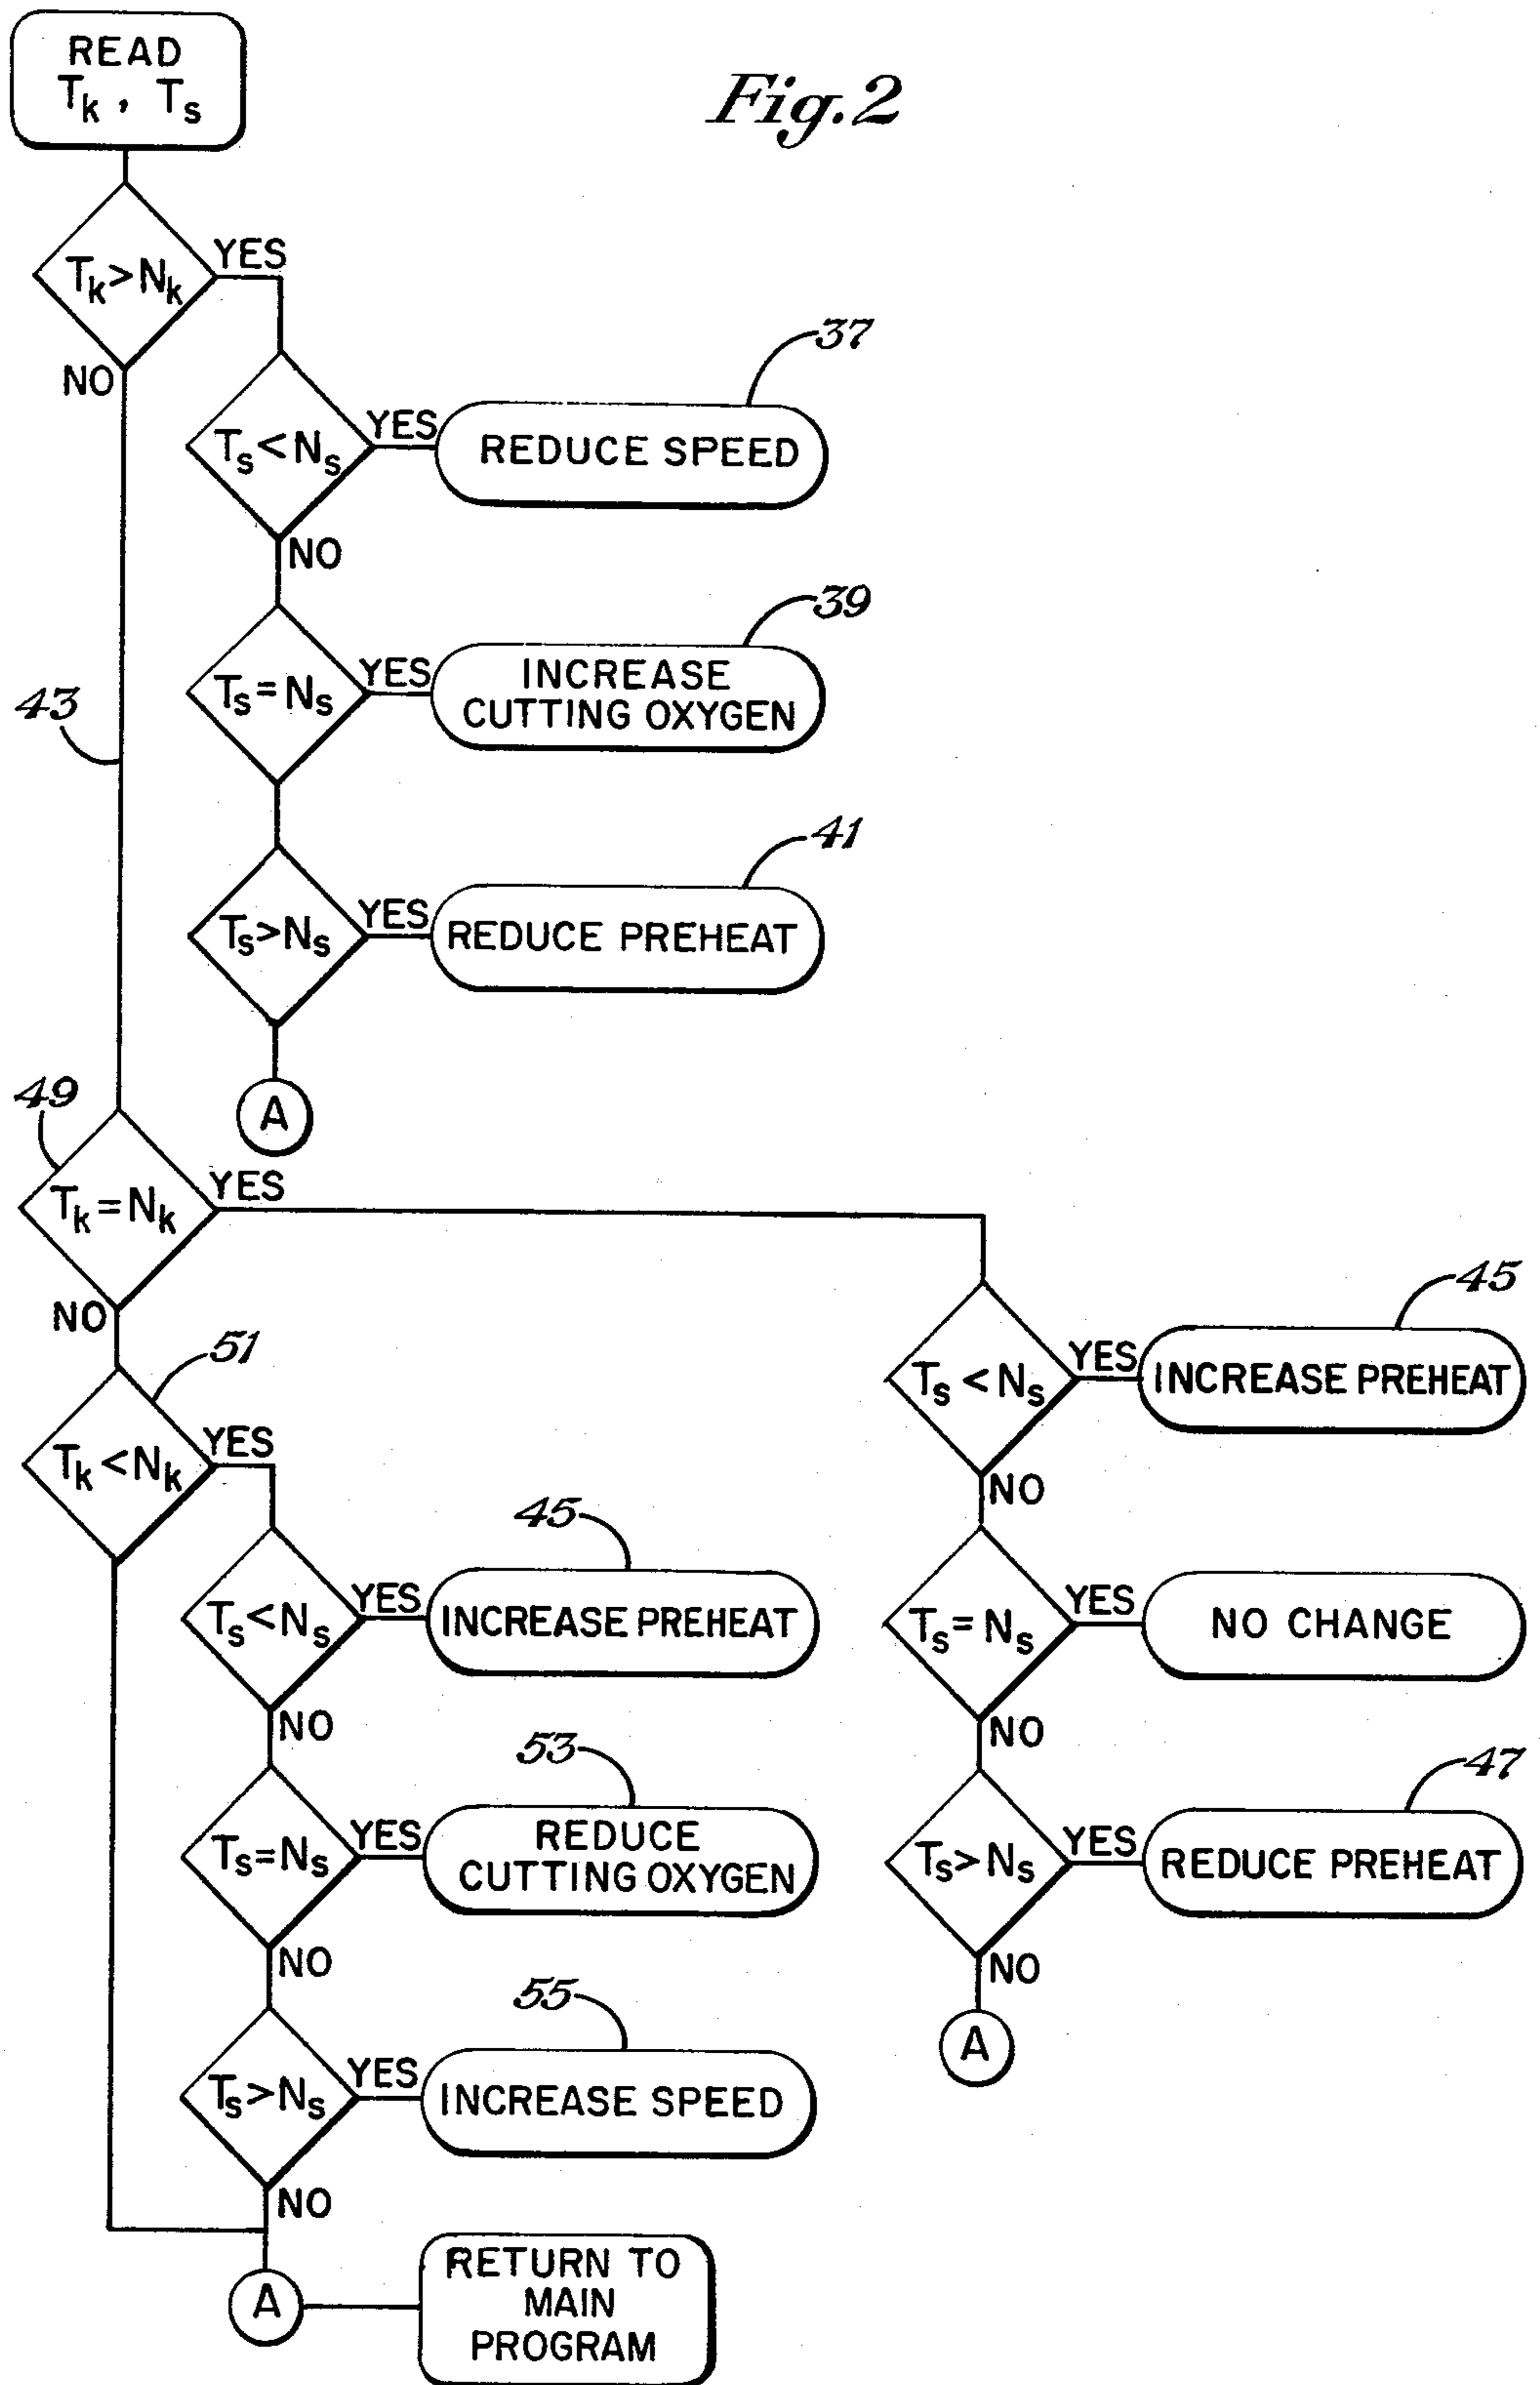 Fig.2
READ
Tk , Ts
Tk>Nk
YES
NO
37
Ts<Ns
YES
REDUCE SPEED
NO
39
Ts=Ns
YES
INCREASE
CUTTING OXYGEN
43
41
Ts>Ns
YES
REDUCE PREHEAT
A
49
Tk=Nk
YES
NO
45
Ts <Ns
YES
INCREASE PREHEAT
NO
Ts=Ns
YES
NO CHANGE
NO
47
Ts>Ns
YES
REDUCE PREHEAT
NO
A
51
Tk<Nk
YES
45
Ts<Ns
YES
INCREASE PREHEAT
NO
53
Ts=Ns
YES
REDUCE
CUTTING OXYGEN
NO
55
Ts>Ns
YES
INCREASE SPEED
NO
A
RETURN TO
MAIN
PROGRAM